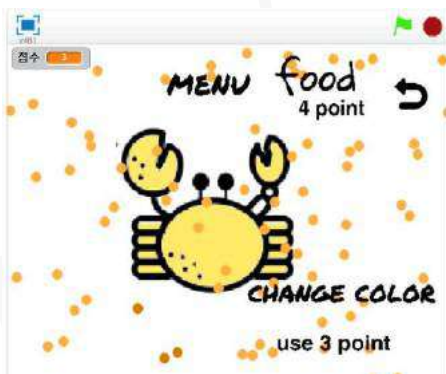 점수 3
MENU food
4 point
CHANGE COLOR
use 3 point